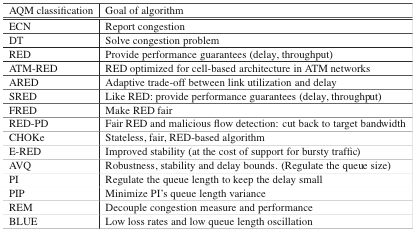 AQM classification Goal of algorithm
ECN Report congestion
DT Solve congestion problem
RED Provide performance guarantees (delay, throughput)
ATM-RED RED optimized for cell-based architecture in ATM networks
ARED Adaptive trade-off between link utilization and delay
SRED Like RED: provide performance guarantees (delay, throughput)
FRED Make RED fair
RED-PD Fair RED and malicious flow detection: cut back to target bandwidth
CHOKe Stateless, fair, RED-based algorithm
E-RED Improved stability (at the cost of support for bursty traffic)
AVQ Robustness, stability and delay bounds. (Regulate the queue size)
PI Regulate the queue length to keep the delay small
PIP Minimize PI's queue length variance
REM Decouple congestion measure and performance
BLUE Low loss rates and low queue length oscillation